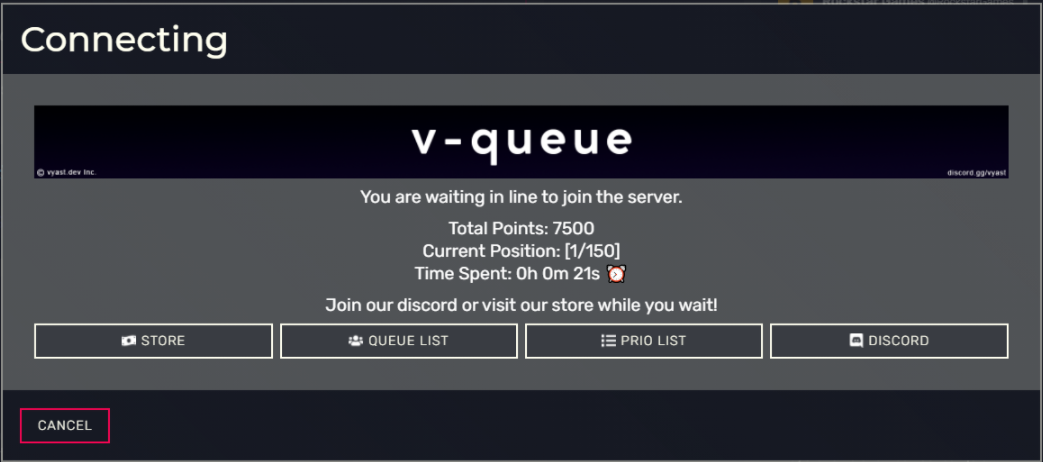 Connecting
v-queue
© vyast.dev Inc.
discord.gg/vyast
You are waiting in line to join the server.
Total Points: 7500
Current Position: [1/150]
Time Spent: 0h 0m 21s ⏰
Join our discord or visit our store while you wait!
STORE
QUEUE LIST
PRIO LIST
DISCORD
CANCEL